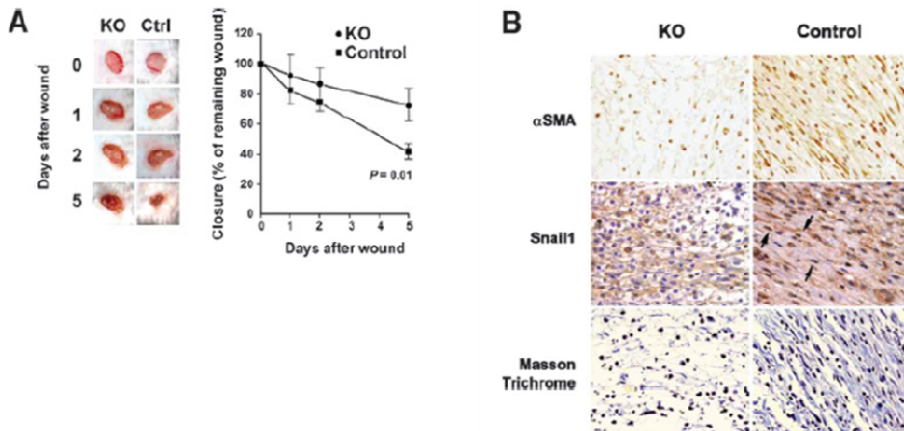 A
KO Ctrl
Days after wound
0
1
2
5
Closure (% of remaining wound)
140
120
100
80
60
40
20
0
KO
Control
P = 0.01
0 1 2 3 4 5
Days after wound
B
KO Control
αSMA
Snail1
Masson
Trichrome